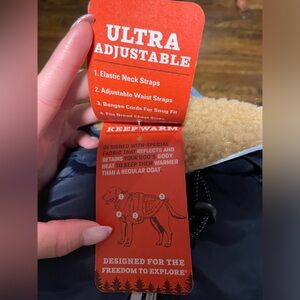 ULTRA
ADJUSTABLE
1. Elastic Neck Straps
2. Adjustable Waist Straps
3. Bungee Cords For Snug Fit
KEEP WARM
DESIGNED WITH SPECIAL
FABRIC THAT REFLECTS AND
RETAINS YOUR DOG'S BODY
HEAT TO KEEP THEM WARMER
THAN A REGULAR COAT
DESIGNED FOR THE
FREEDOM TO EXPLORE